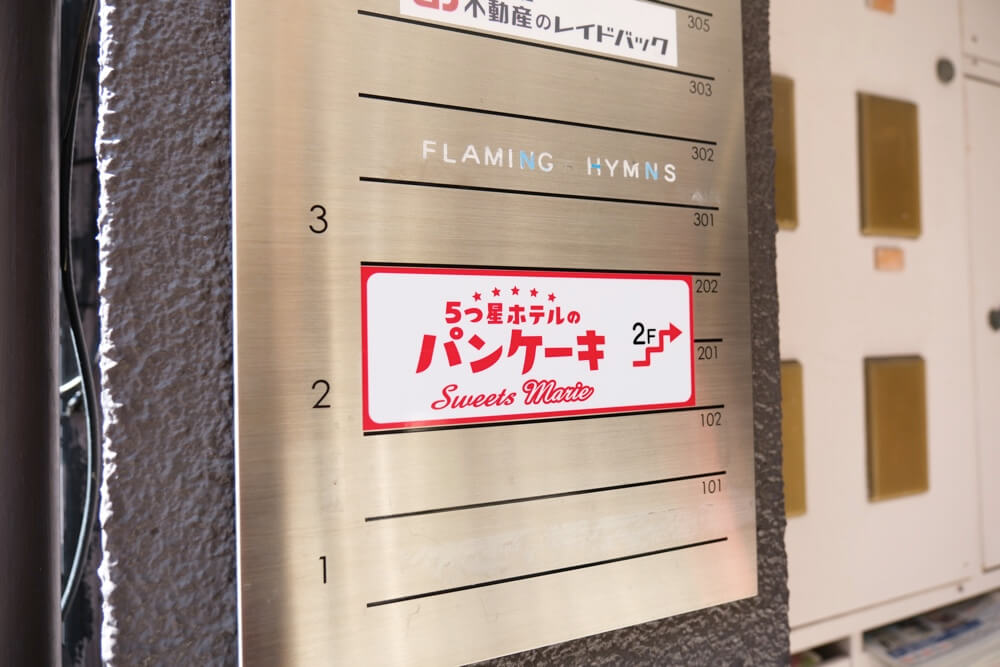 不動産のレイドバック
305
303
302
FLAMING HYMNS
301
3
202
5つ星ホテルの
パンケーキ
2F
201
Sweets Marie
2
102
101
1